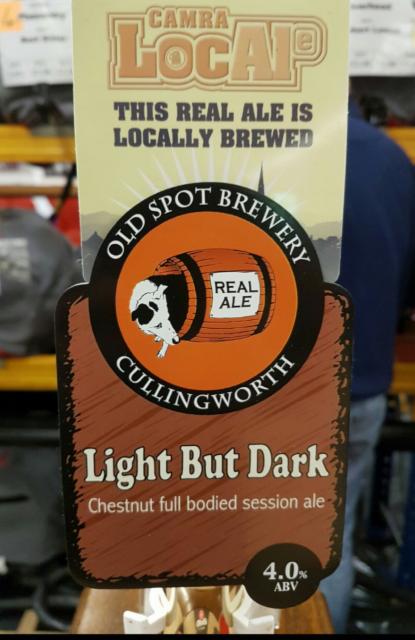 CAMRA
LocAle
THIS REAL ALE IS
LOCALLY BREWED
OLD SPOT BREWERY
REAL
ALE
CULLINGWORTH
Light But Dark
Chestnut full bodied session ale
4.0%
ABV